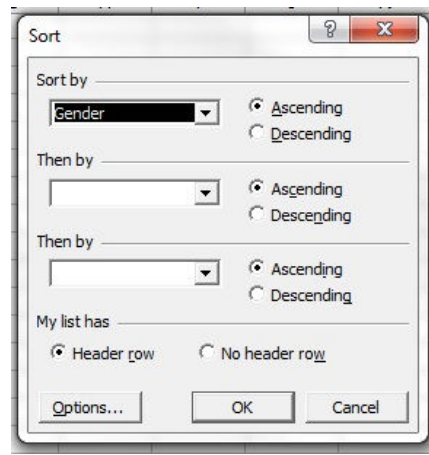 Sort
Sort by
Gender
Ascending
Descending
Then by
Ascending
Descending
Then by
Ascending
Descending
My list has
Header row
No header row
Options...
OK
Cancel